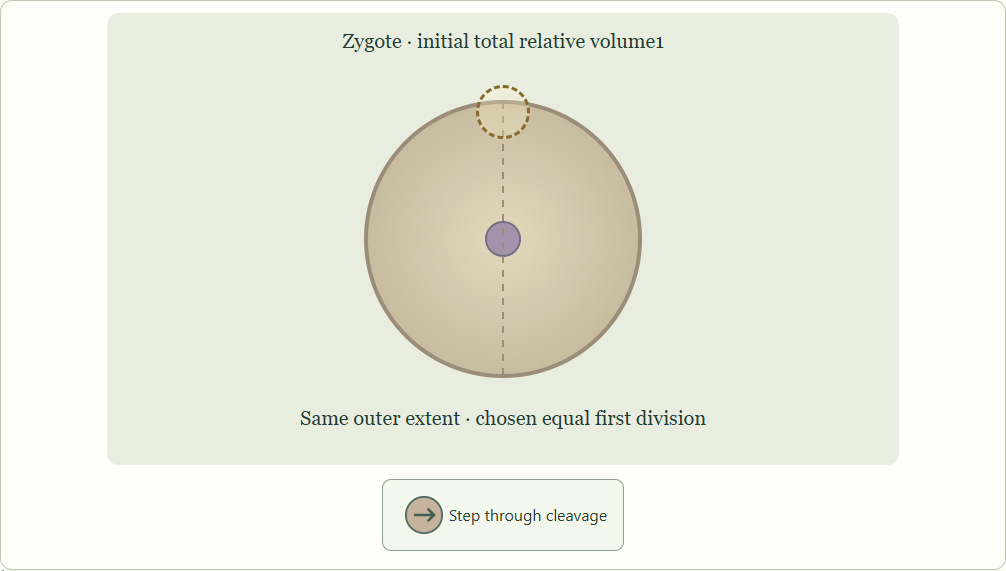 Zygote · initial total relative volume1
Same outer extent · chosen equal first division
Step through cleavage